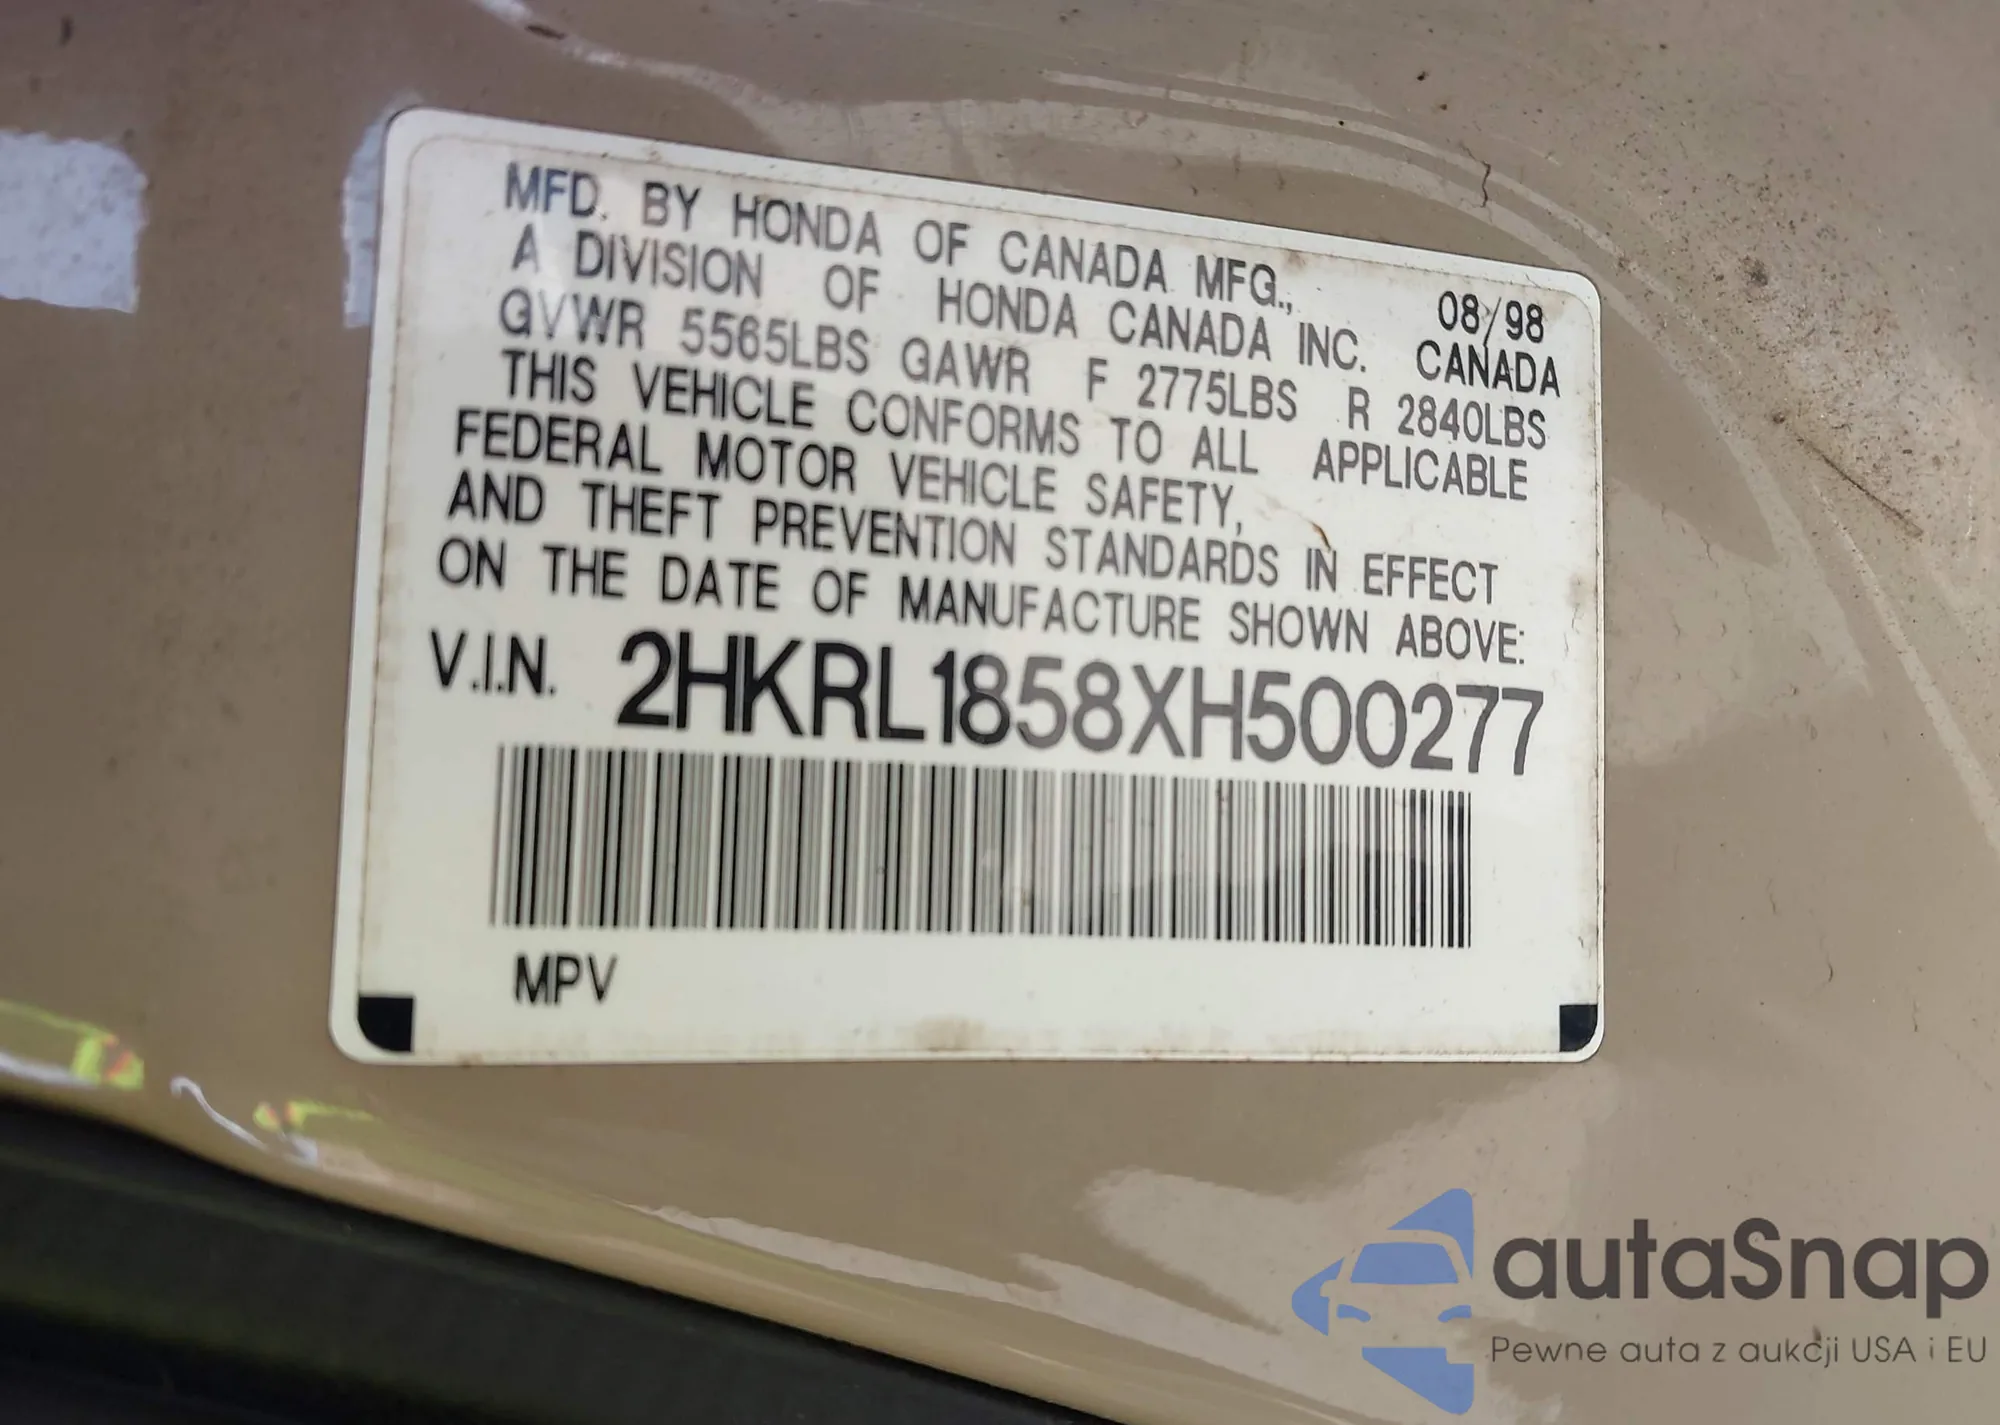 MFD. BY HONDA OF CANADA MFG., 08/98
A DIVISION OF HONDA CANADA INC. CANADA
GVWR 5565LBS GAWR F 2775LBS R 2840LBS
THIS VEHICLE CONFORMS TO ALL APPLICABLE
FEDERAL MOTOR VEHICLE SAFETY,
AND THEFT PREVENTION STANDARDS IN EFFECT
ON THE DATE OF MANUFACTURE SHOWN ABOVE:
V.I.N. 2HKRL1858XH500277
MPV
autaSnap
Pewne auta z aukcji USA i EU